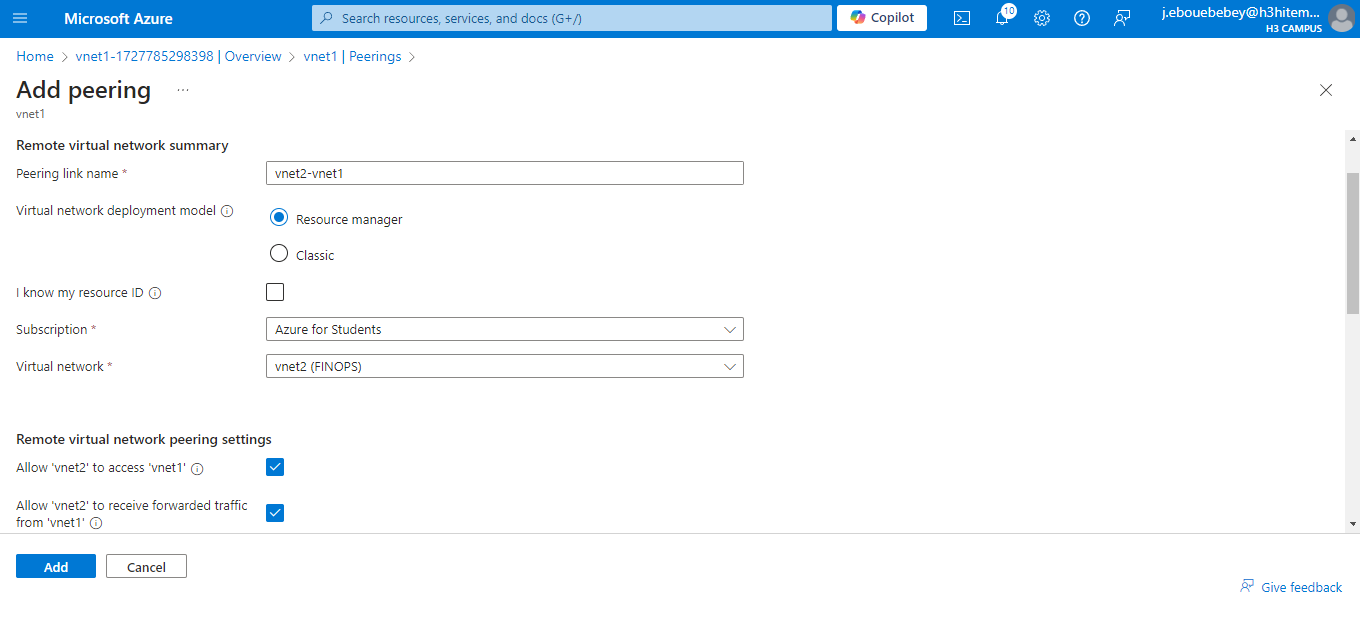 Microsoft Azure
Search resources, services, and docs (G+/)
Copilot
10
j.ebouebebey@h3hitem...
H3 CAMPUS
Home > vnet1-1727785298398 | Overview > vnet1 | Peerings >
Add peering ...
vnet1
Remote virtual network summary
Peering link name *
vnet2-vnet1
Virtual network deployment model
Resource manager
Classic
I know my resource ID
Subscription *
Azure for Students
Virtual network *
vnet2 (FINOPS)
Remote virtual network peering settings
Allow 'vnet2' to access 'vnet1'
Allow 'vnet2' to receive forwarded traffic
from 'vnet1'
Add
Cancel
Give feedback